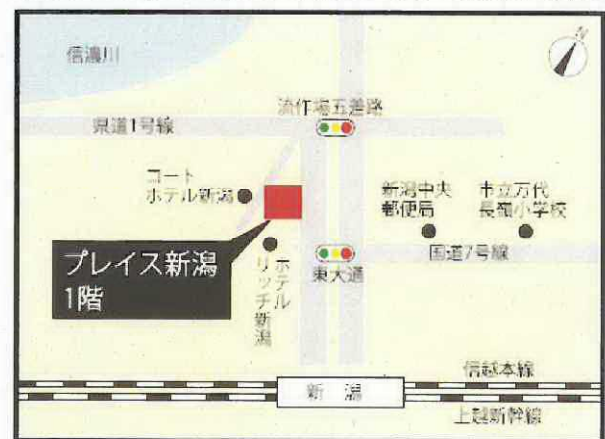 N
信濃川
流作場五差路
県道1号線
コート
ホテル新潟
新潟中央
郵便局
市立万代
長嶺小学校
国道7号線
プレイス新潟
1階
ホテル
リッチ新潟
東大通
信越本線
新潟
上越新幹線